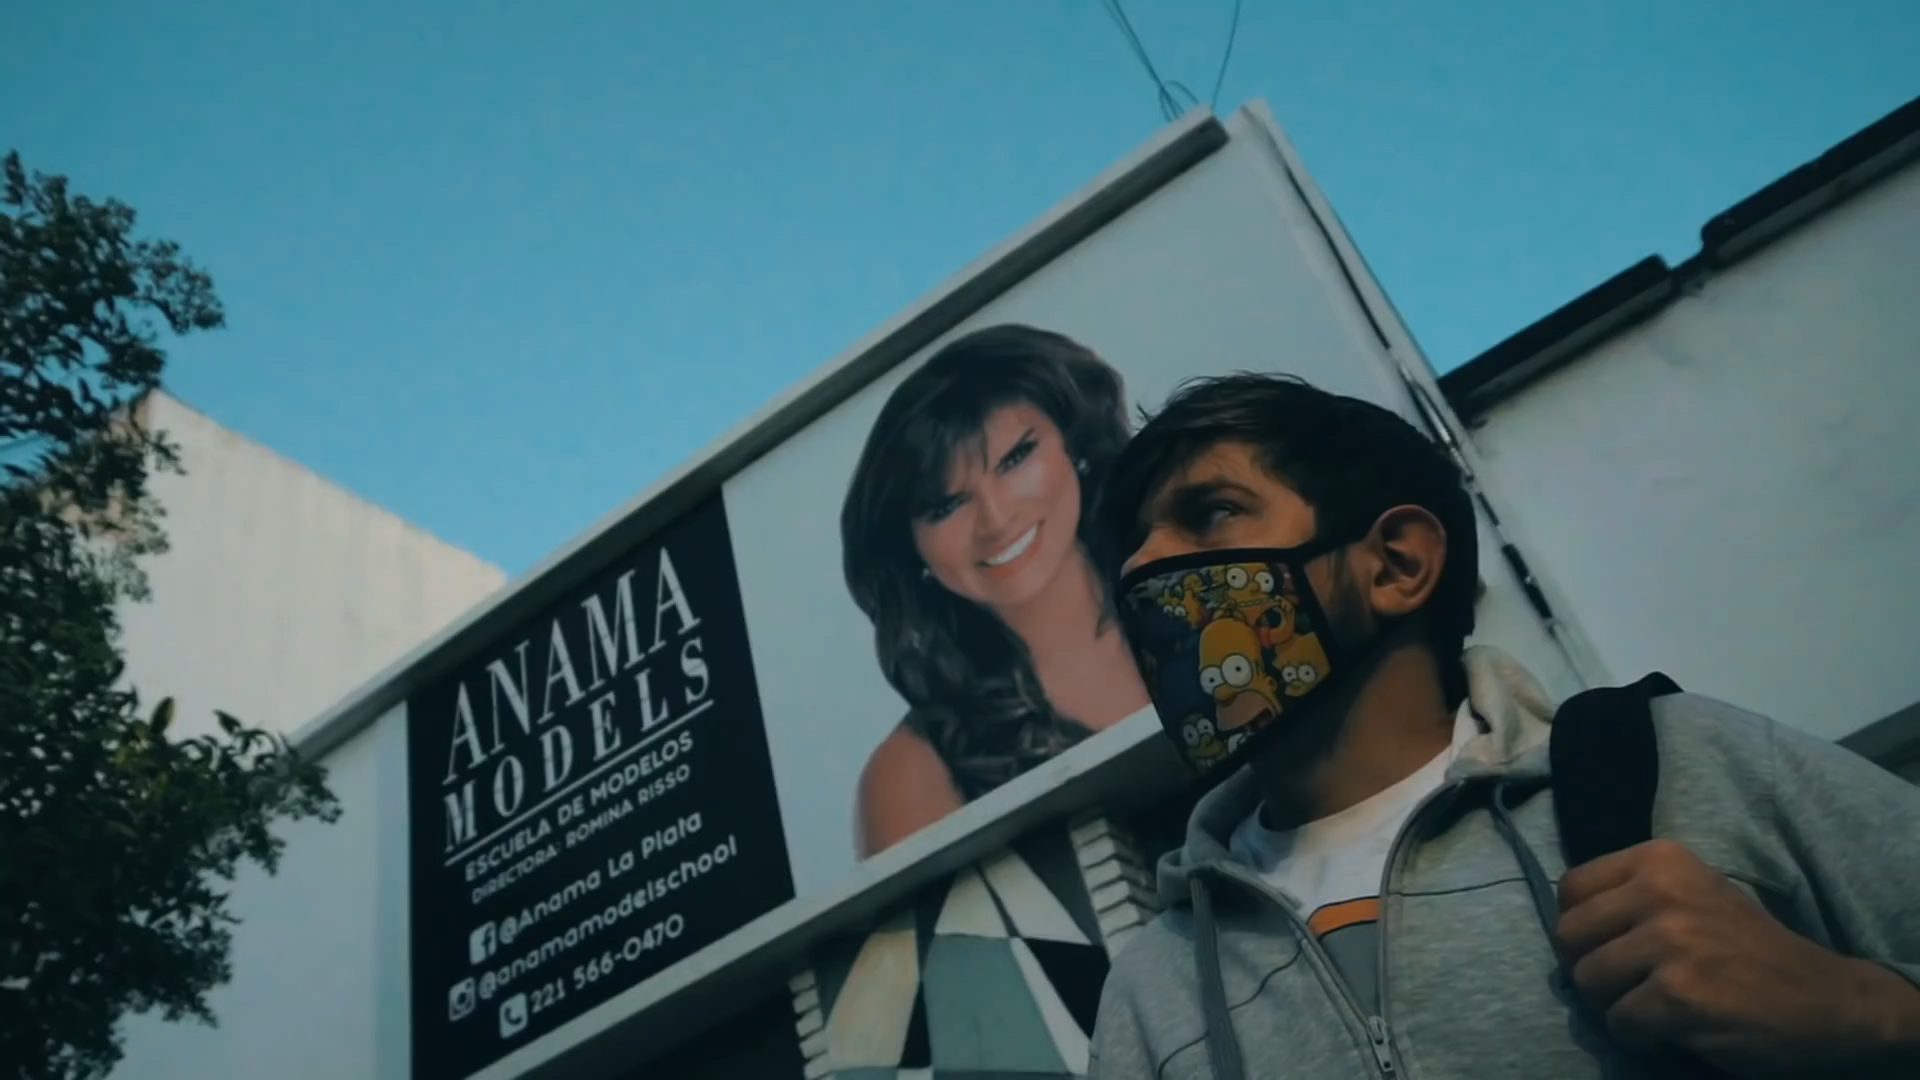 ANAMA
MODELS
ESCUELA DE MODELOS
DIRECTORA: ROMINA RISSO
@Anama La Plata
@anamamodelschool
221 566-0470